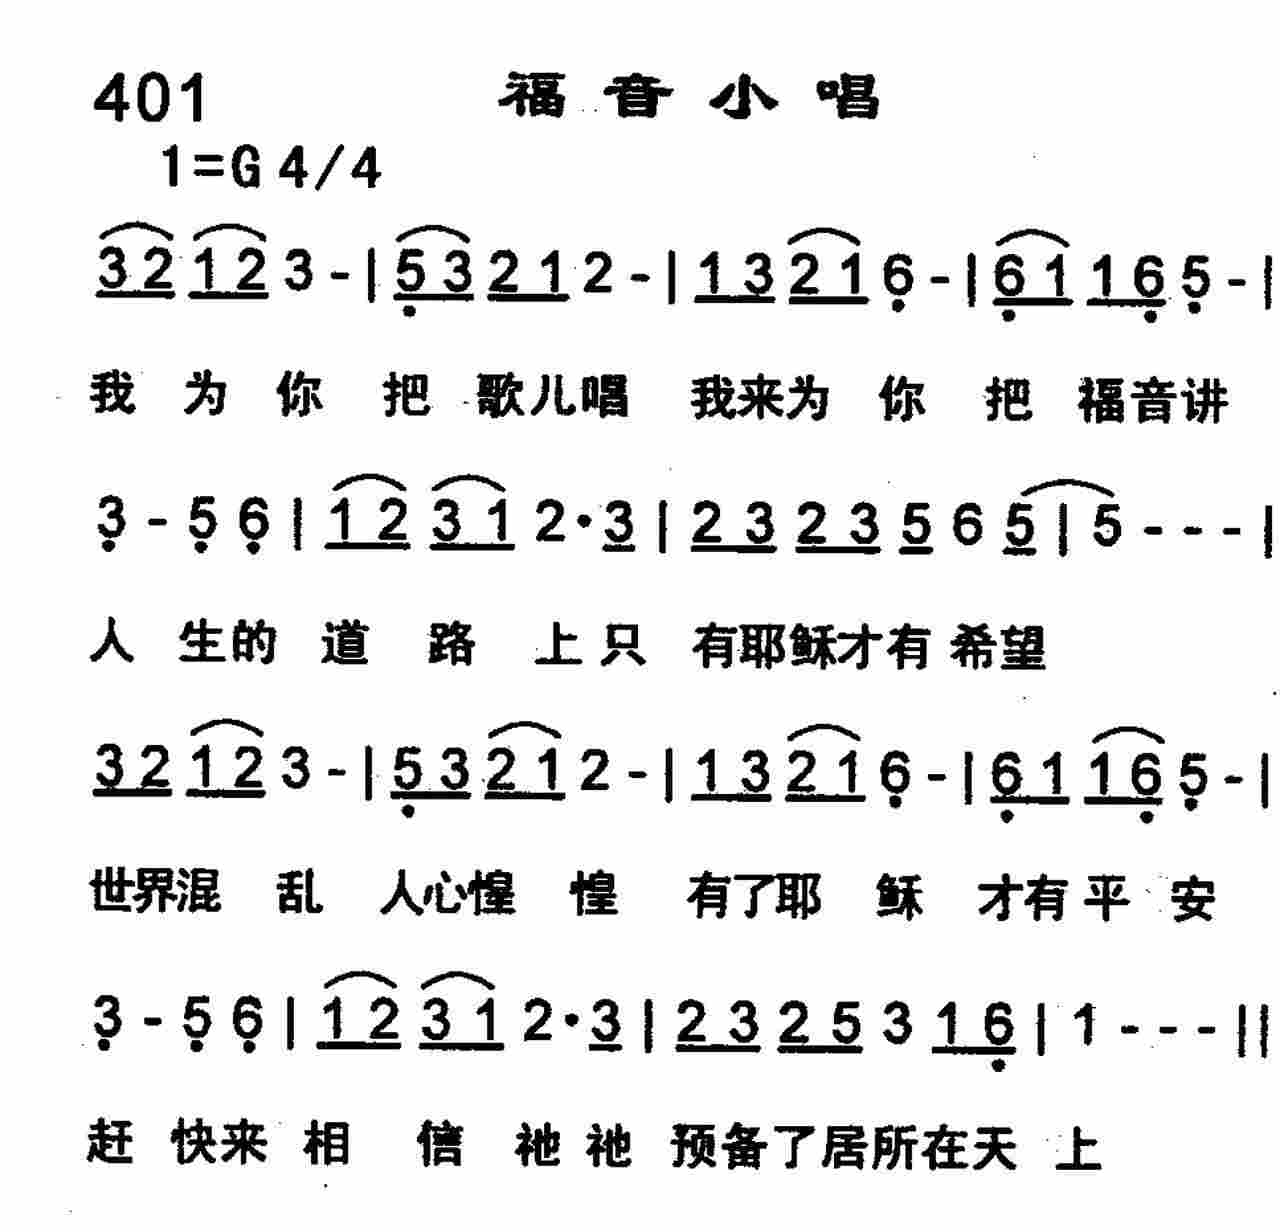 401 福音小唱
1=G 4/4
3 2 1 2 3 - | 5 3 2 1 2 - | 1 3 2 1 6 - | 6 1 1 6 5 - |
我 为 你 把 歌儿唱 我来为 你 把 福音讲
3 - 5 6 | 1 2 3 1 2 · 3 | 2 3 2 3 5 6 5 | 5 - - - |
人 生的 道 路 上只 有耶稣才有 希望
3 2 1 2 3 - | 5 3 2 1 2 - | 1 3 2 1 6 - | 6 1 1 6 5 - |
世界混 乱 人心惶 惶 有了耶 稣 才有平 安
3 - 5 6 | 1 2 3 1 2 · 3 | 2 3 2 5 3 1 6 | 1 - - - ||
赶 快来 相 信 祂祂 预备了居所在天 上